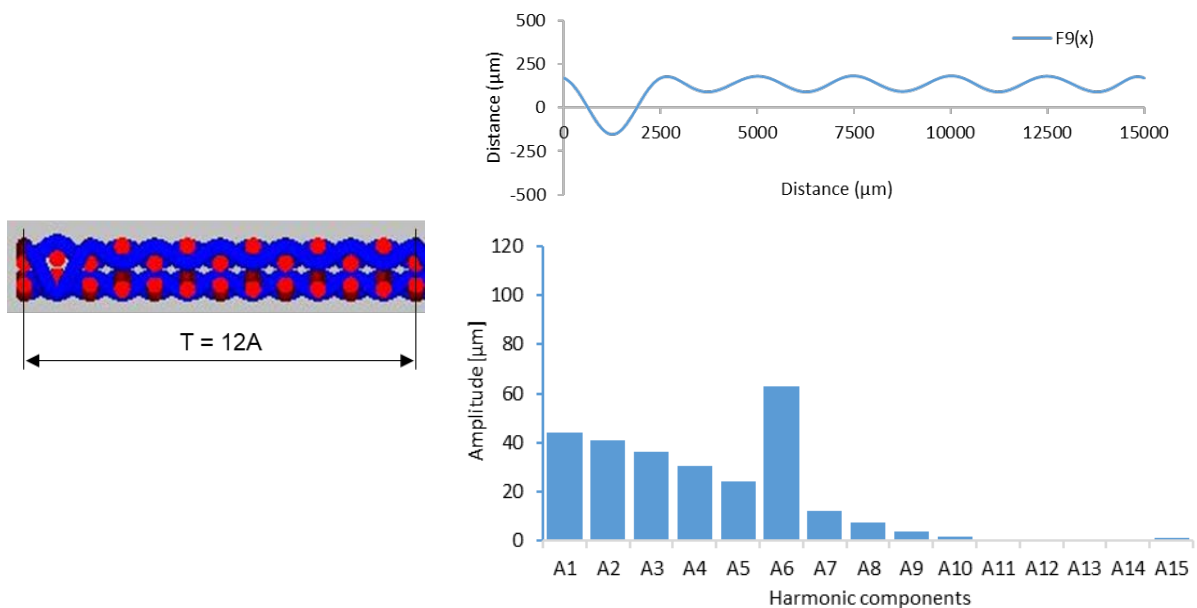 500
250
0
-250
-500
Distance (µm)
F9(x)
0 2500 5000 7500 10000 12500 15000
Distance (µm)
T = 12A
120
100
80
60
40
20
0
Amplitude [µm]
A1 A2 A3 A4 A5 A6 A7 A8 A9 A10 A11 A12 A13 A14 A15
Harmonic components